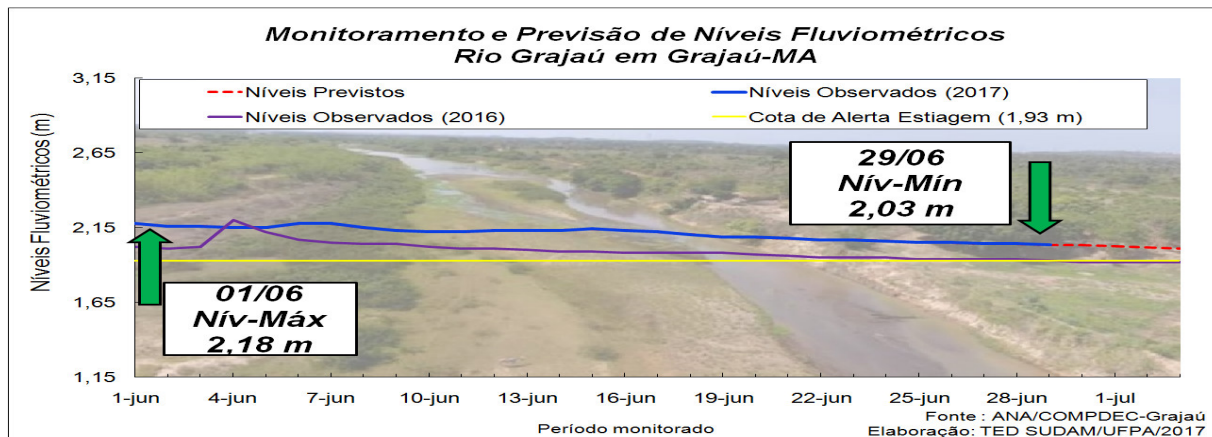 Monitoramento e Previsão de Níveis Fluviométricos
Rio Grajaú em Grajaú-MA
Níveis Fluviométricos (m)
3,15
2,65
2,15
1,65
1,15
Níveis Previstos
Níveis Observados (2017)
Níveis Observados (2016)
Cota de Alerta Estiagem (1,93 m)
29/06
Nív-Mín
2,03 m
01/06
Nív-Máx
2,18 m
1-jun 4-jun 7-jun 10-jun 13-jun 16-jun 19-jun 22-jun 25-jun 28-jun 1-jul
Período monitorado
Fonte : ANA/COMPDEC-Grajaú
Elaboração: TED SUDAM/UFPA/2017